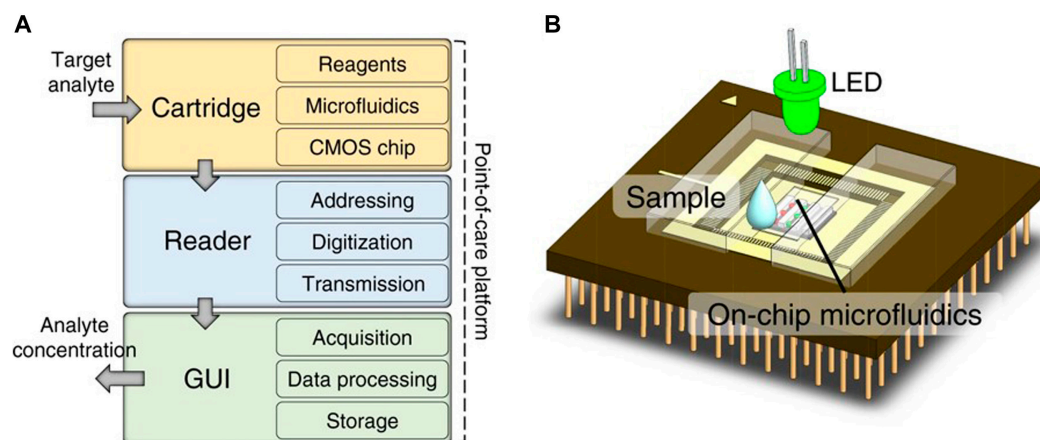 A
Target
analyte
Cartridge
Reagents
Microfluidics
CMOS chip
Reader
Addressing
Digitization
Transmission
Analyte
concentration
GUI
Acquisition
Data processing
Storage
Point-of-care platform
B
LED
Sample
On-chip microfluidics